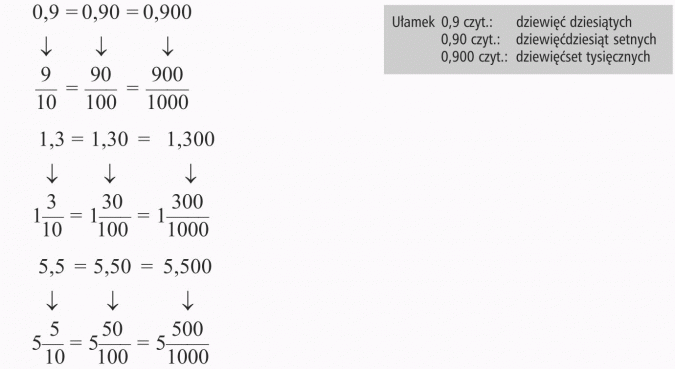 0,9 = 0,90 = 0,900
↓ ↓ ↓
9/10 = 90/100 = 900/1000
1,3 = 1,30 = 1,300
↓ ↓ ↓
1 3/10 = 1 30/100 = 1 300/1000
5,5 = 5,50 = 5,500
↓ ↓ ↓
5 5/10 = 5 50/100 = 5 500/1000
Ułamek 0,9 czyt.: dziewięć dziesiątych
0,90 czyt.: dziewięćdziesiąt setnych
0,900 czyt.: dziewięćset tysięcznych